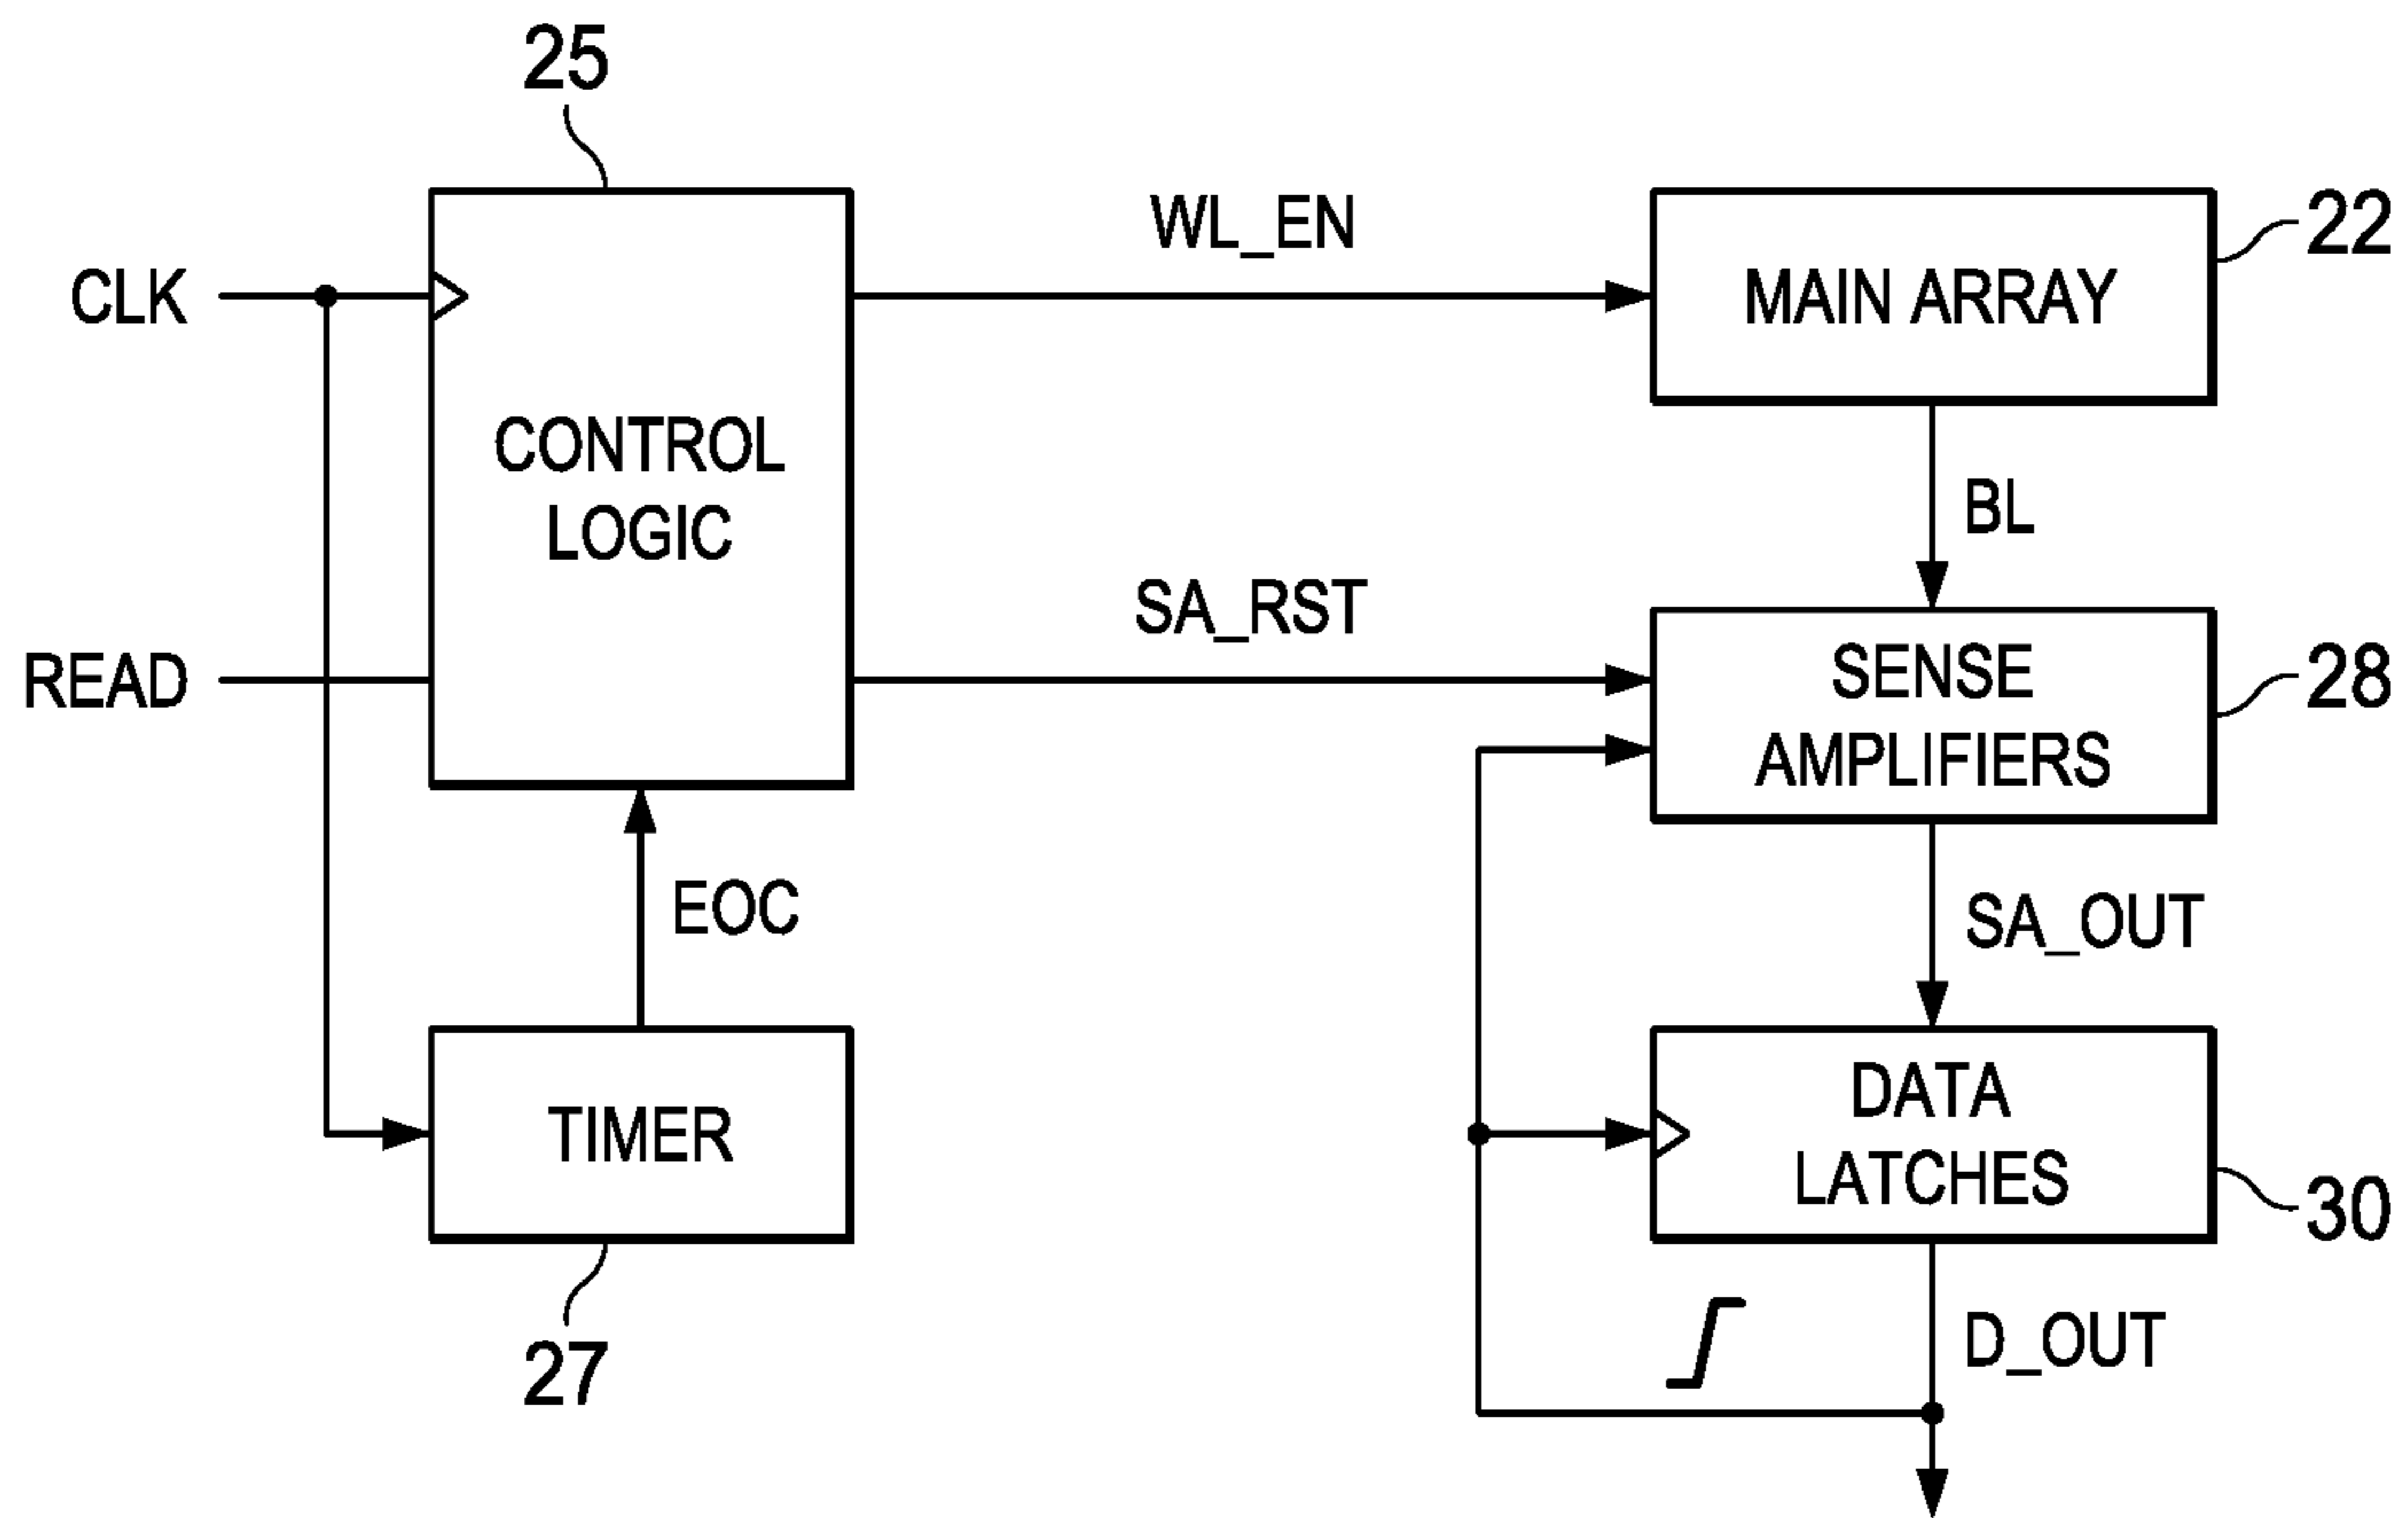 25
WL_EN
22
CLK
MAIN ARRAY
CONTROL
LOGIC
BL
SA_RST
READ
SENSE
AMPLIFIERS
28
EOC
SA_OUT
TIMER
DATA
LATCHES
30
27
D_OUT